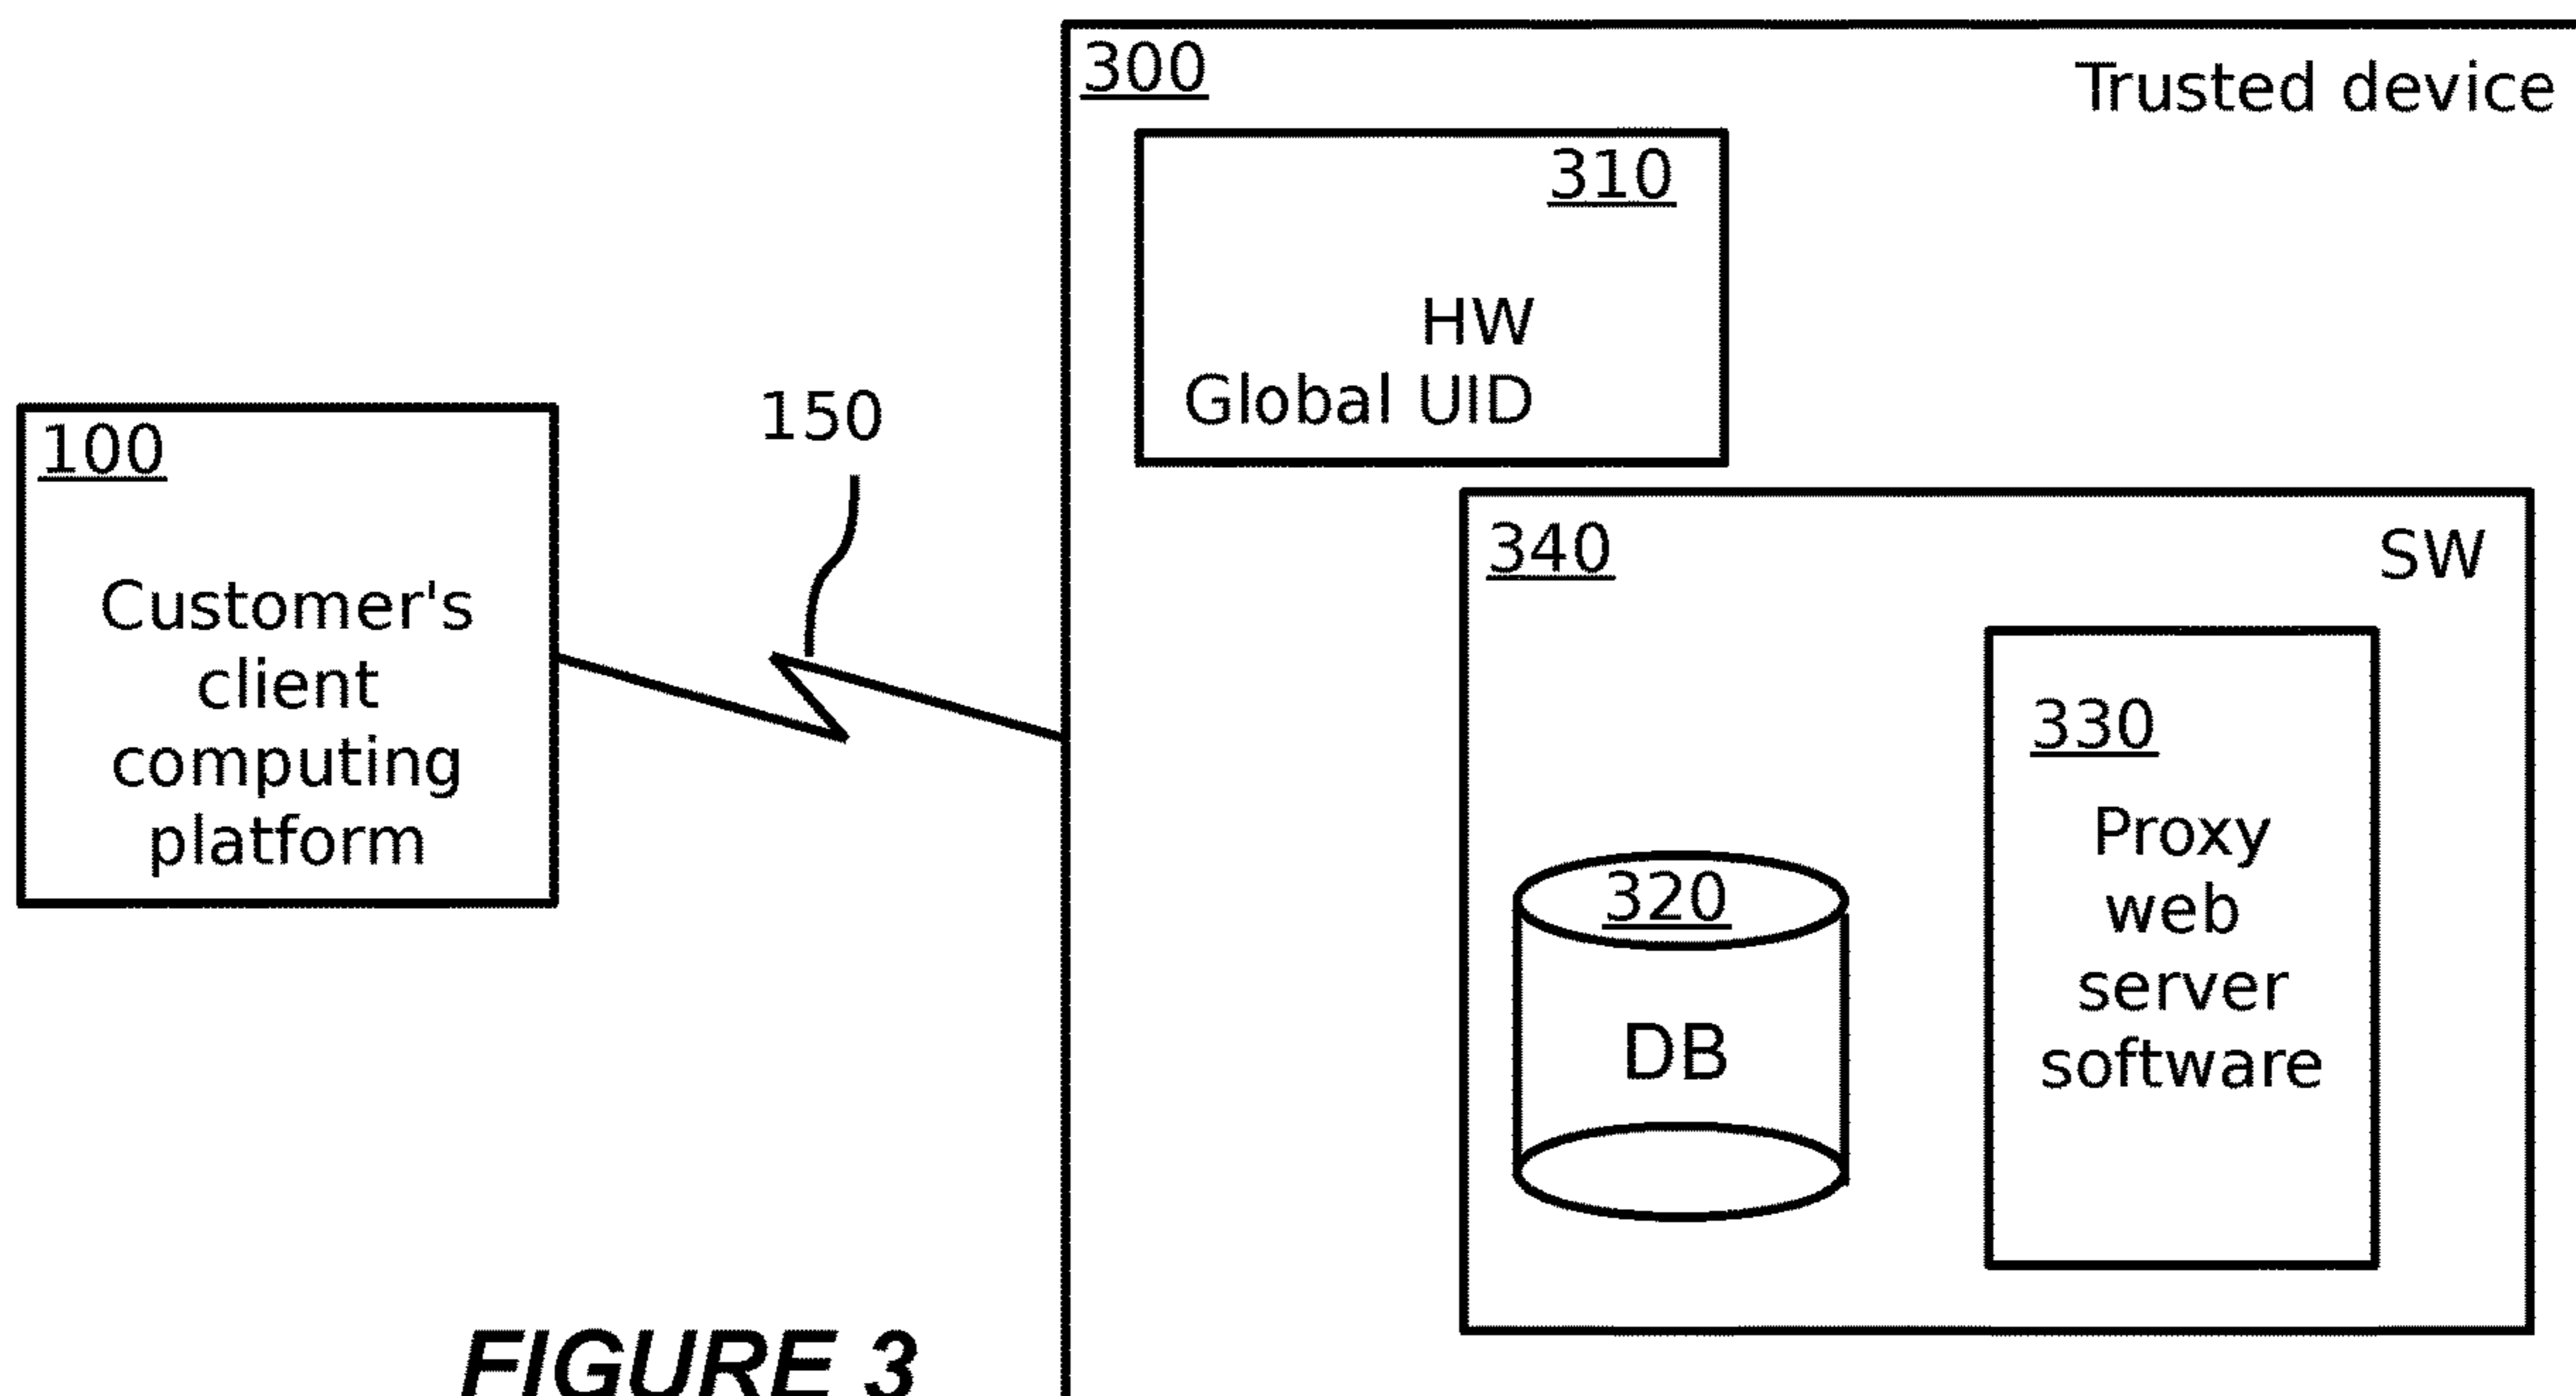 300
Trusted device
310
HW
Global UID
150
100
Customer's
client
computing
platform
340
SW
330
Proxy
web
server
software
320
DB
FIGURE 3